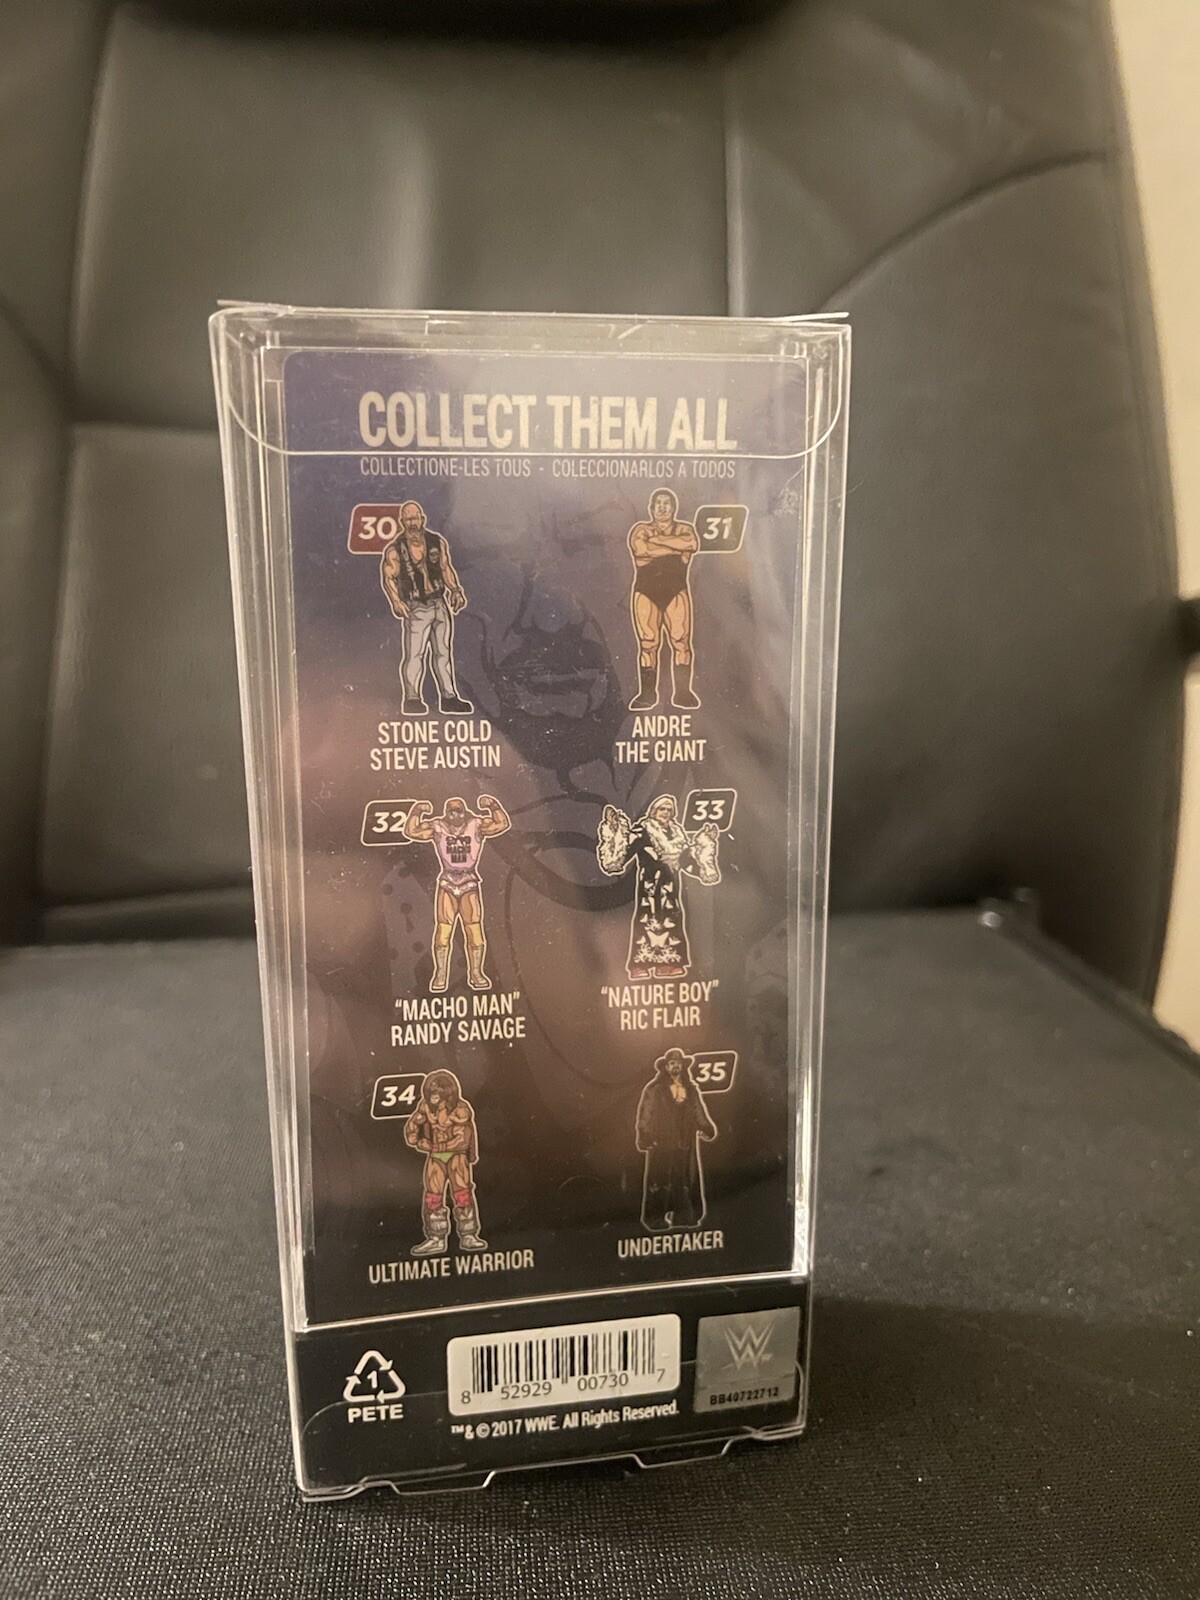 COLLECT THEM ALL
COLLECTIONE-LES TOUS - COLECCIONARLOS A TODOS
30
31
STONE COLD
STEVE AUSTIN
ANDRE
THE GIANT
32
33
"MACHO MAN"
RANDY SAVAGE
"NATURE BOY"
RIC FLAIR
34
35
ULTIMATE WARRIOR
UNDERTAKER
1
PETE
8 52929 00730 7
™& © 2017 WWE. All Rights Reserved.
W
BB40722712